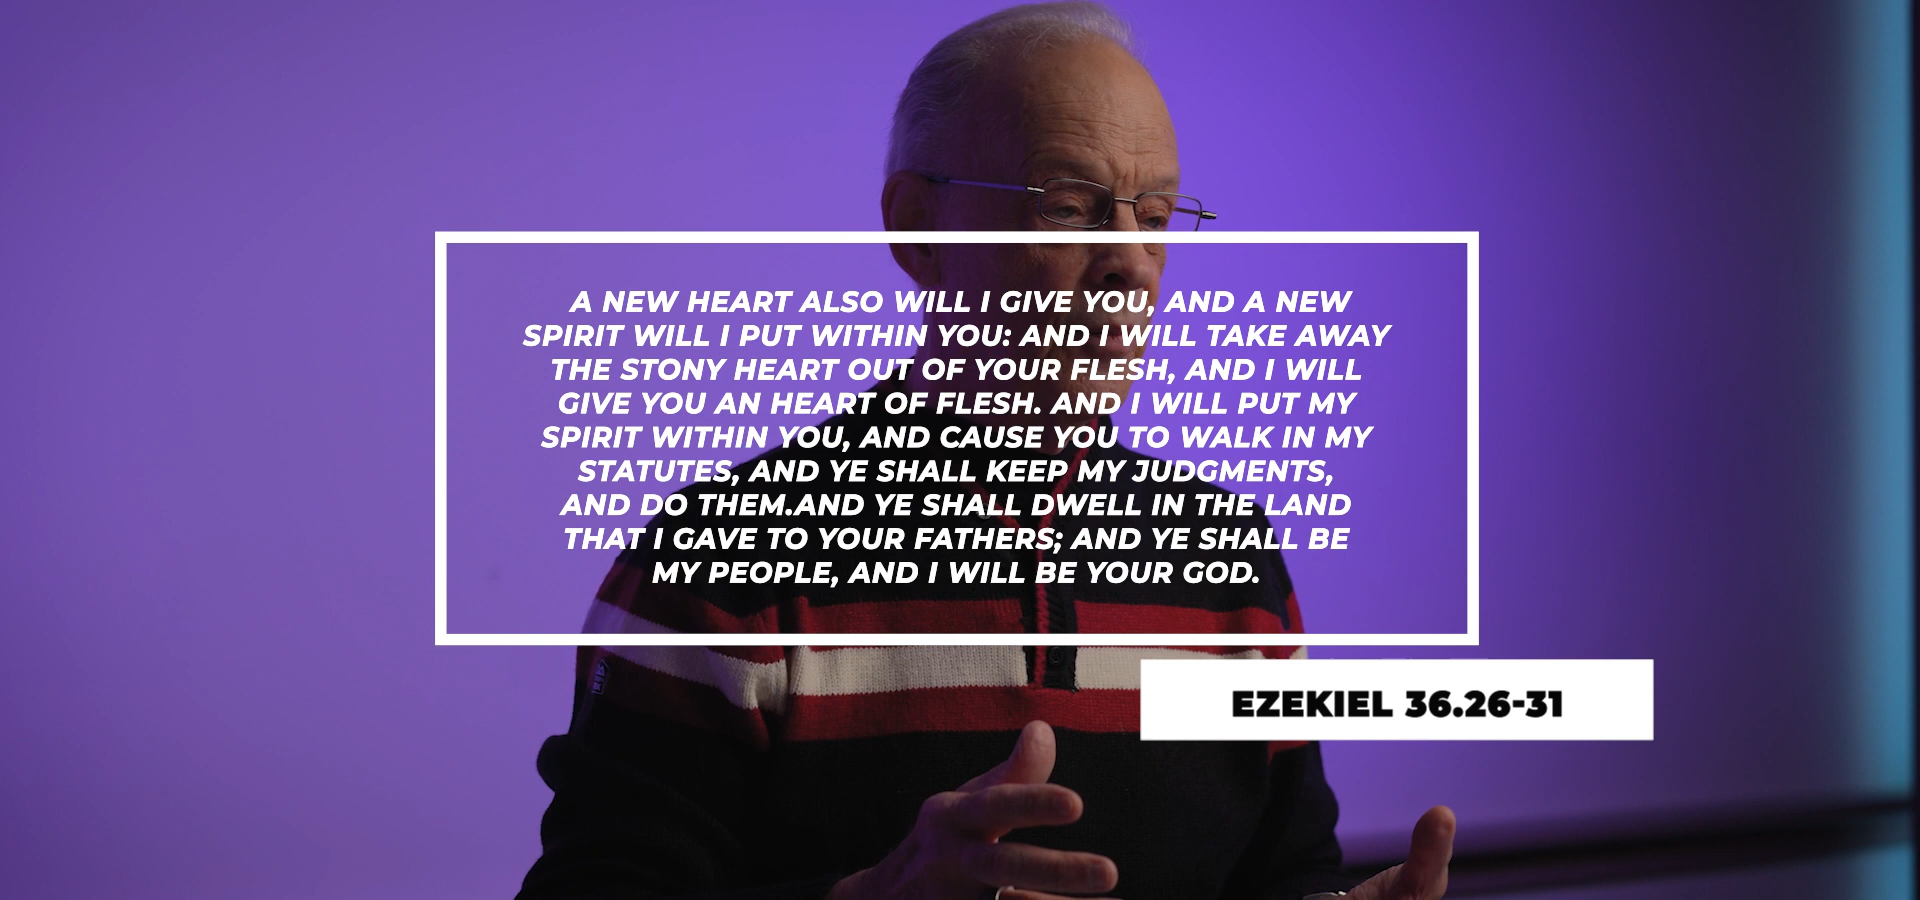 A NEW HEART ALSO WILL I GIVE YOU, AND A NEW
SPIRIT WILL I PUT WITHIN YOU: AND I WILL TAKE AWAY
THE STONY HEART OUT OF YOUR FLESH, AND I WILL
GIVE YOU AN HEART OF FLESH. AND I WILL PUT MY
SPIRIT WITHIN YOU, AND CAUSE YOU TO WALK IN MY
STATUTES, AND YE SHALL KEEP MY JUDGMENTS,
AND DO THEM.AND YE SHALL DWELL IN THE LAND
THAT I GAVE TO YOUR FATHERS; AND YE SHALL BE
MY PEOPLE, AND I WILL BE YOUR GOD.
EZEKIEL 36.26-31